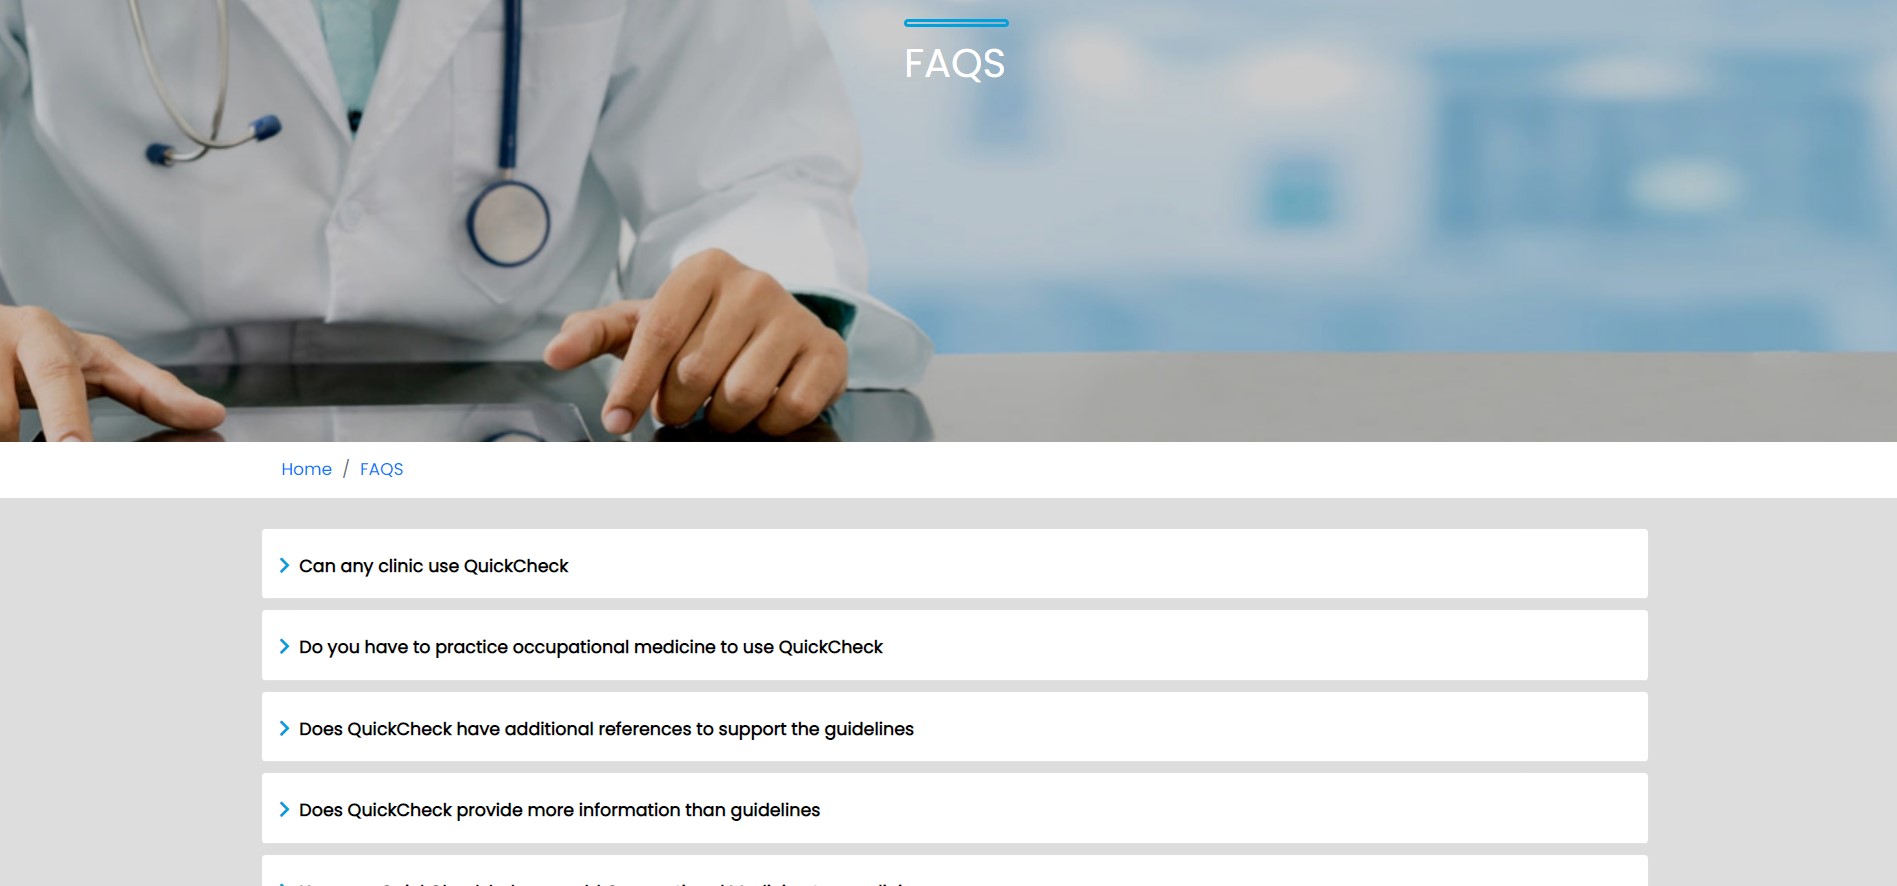 FAQS
Home / FAQS
Can any clinic use QuickCheck
Do you have to practice occupational medicine to use QuickCheck
Does QuickCheck have additional references to support the guidelines
Does QuickCheck provide more information than guidelines